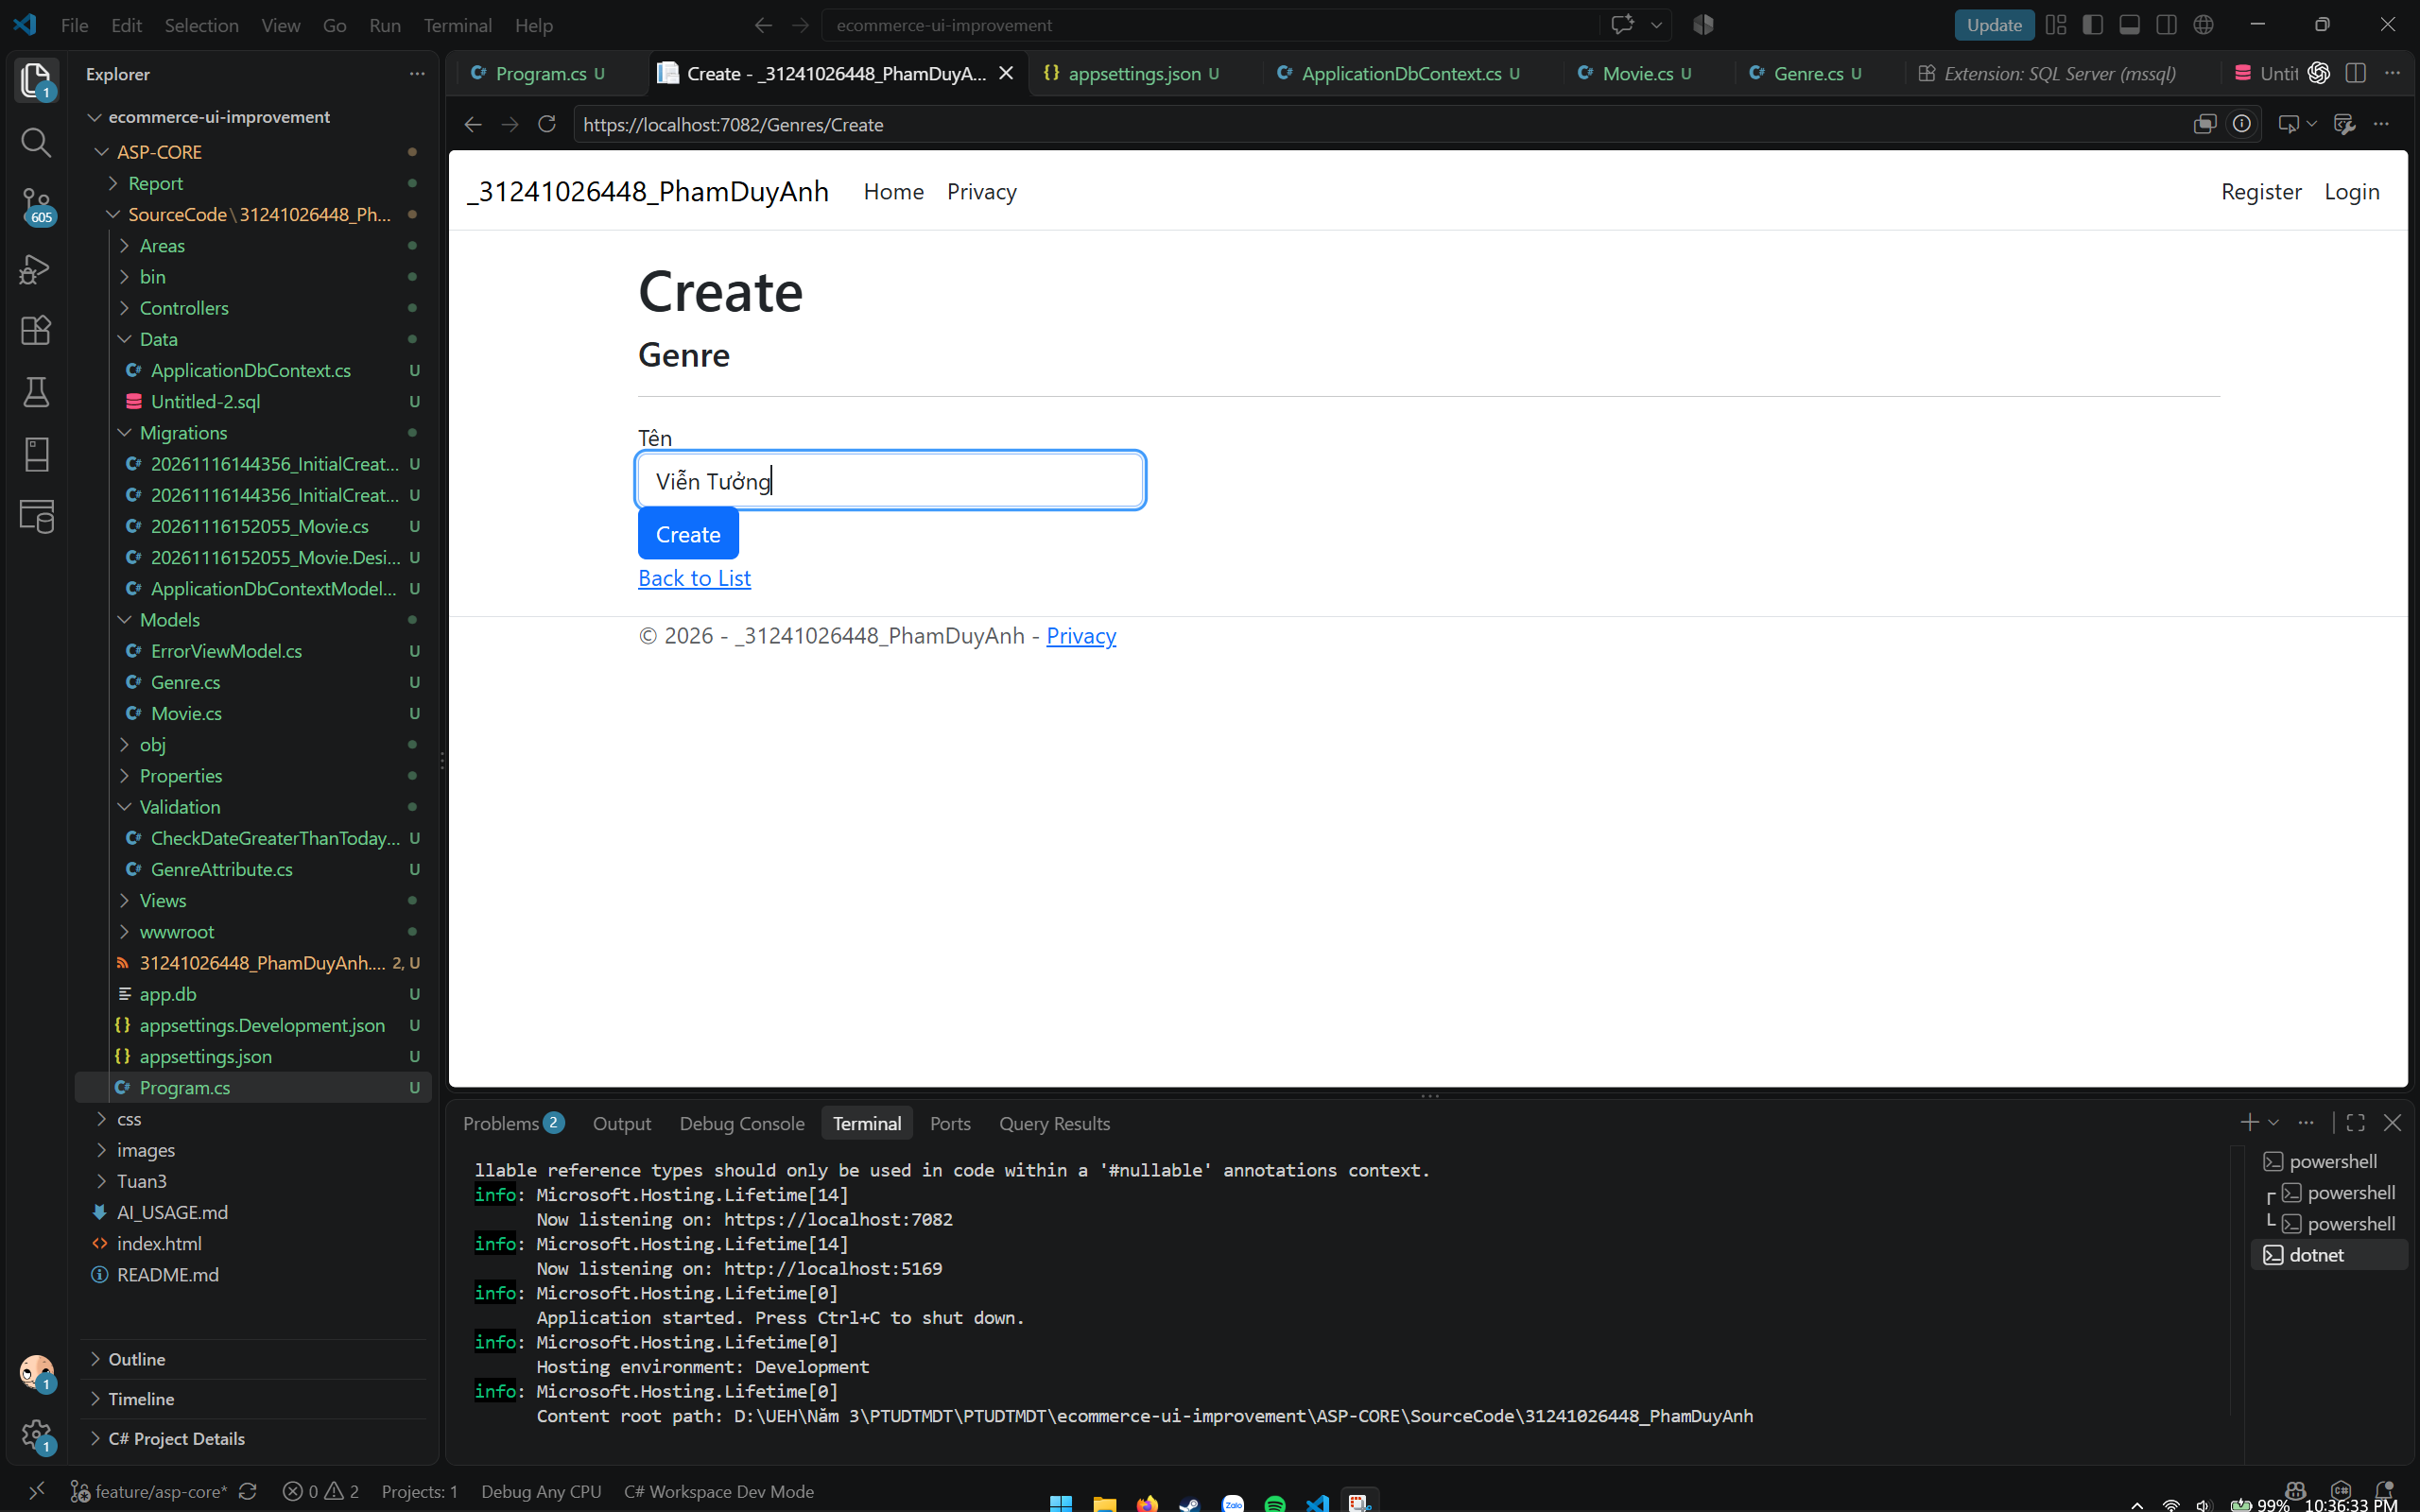 File Edit Selection View Go Run Terminal Help
ecommerce-ui-improvement
Update
Explorer
ecommerce-ui-improvement
ASP-CORE
Report
SourceCode\31241026448_Ph...
Areas
bin
Controllers
Data
ApplicationDbContext.cs U
Untitled-2.sql U
Migrations
20261116144356_InitialCreat... U
20261116144356_InitialCreat... U
20261116152055_Movie.cs U
20261116152055_Movie.Desi... U
ApplicationDbContextModel... U
Models
ErrorViewModel.cs U
Genre.cs U
Movie.cs U
obj
Properties
Validation
CheckDateGreaterThanToday... U
GenreAttribute.cs U
Views
wwwroot
31241026448_PhamDuyAnh.... 2, U
app.db U
appsettings.Development.json U
appsettings.json U
Program.cs U
css
images
Tuan3
AI_USAGE.md
index.html
README.md
Outline
Timeline
C# Project Details
1
605
1
1
Program.cs U
Create - _31241026448_PhamDuyA...
appsettings.json U
ApplicationDbContext.cs U
Movie.cs U
Genre.cs U
Extension: SQL Server (mssql)
Untit
https://localhost:7082/Genres/Create
_31241026448_PhamDuyAnh Home Privacy Register Login
Create
Genre
Tên
Viễn Tưởng
Create
Back to List
© 2026 - _31241026448_PhamDuyAnh - Privacy
Problems 2 Output Debug Console Terminal Ports Query Results
llable reference types should only be used in code within a '#nullable' annotations context.
info: Microsoft.Hosting.Lifetime[14]
Now listening on: https://localhost:7082
info: Microsoft.Hosting.Lifetime[14]
Now listening on: http://localhost:5169
info: Microsoft.Hosting.Lifetime[0]
Application started. Press Ctrl+C to shut down.
info: Microsoft.Hosting.Lifetime[0]
Hosting environment: Development
info: Microsoft.Hosting.Lifetime[0]
Content root path: D:\UEH\Năm 3\PTUDTMDT\PTUDTMDT\ecommerce-ui-improvement\ASP-CORE\SourceCode\31241026448_PhamDuyAnh
powershell
powershell
powershell
dotnet
feature/asp-core* 0 2 Projects: 1 Debug Any CPU C# Workspace Dev Mode
Zalo
99% 10:36:33 PM